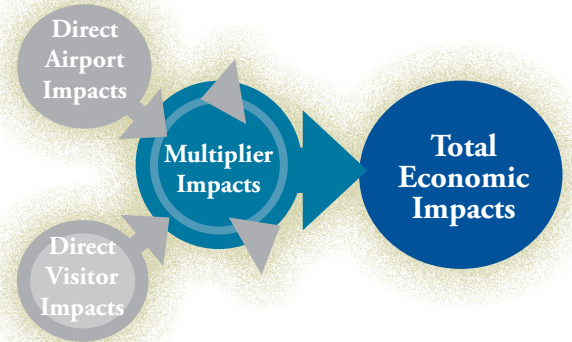 Direct
Airport
Impacts
Multiplier
Impacts
Total
Economic
Impacts
Direct
Visitor
Impacts